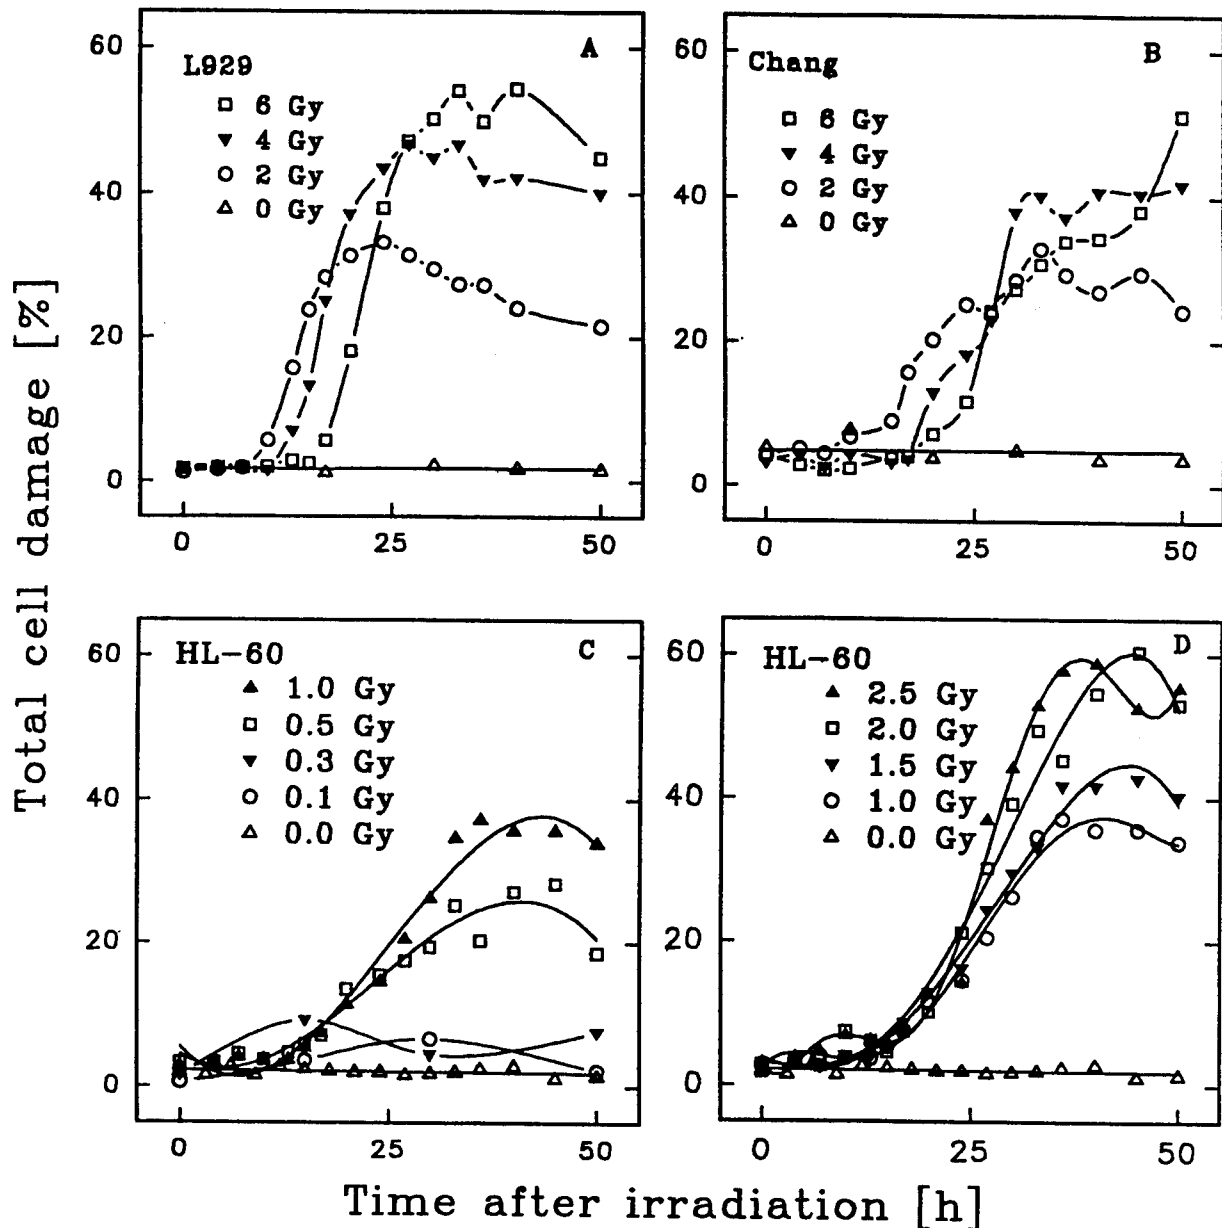 Total cell damage [%]
60
40
20
0
L929
A
6 Gy
4 Gy
2 Gy
0 Gy
0
25
50
60
40
20
0
Chang
B
6 Gy
4 Gy
2 Gy
0 Gy
0
25
50
60
40
20
0
HL-60
C
1.0 Gy
0.5 Gy
0.3 Gy
0.1 Gy
0.0 Gy
0
25
50
60
40
20
0
HL-60
D
2.5 Gy
2.0 Gy
1.5 Gy
1.0 Gy
0.0 Gy
0
25
50
Time after irradiation [h]